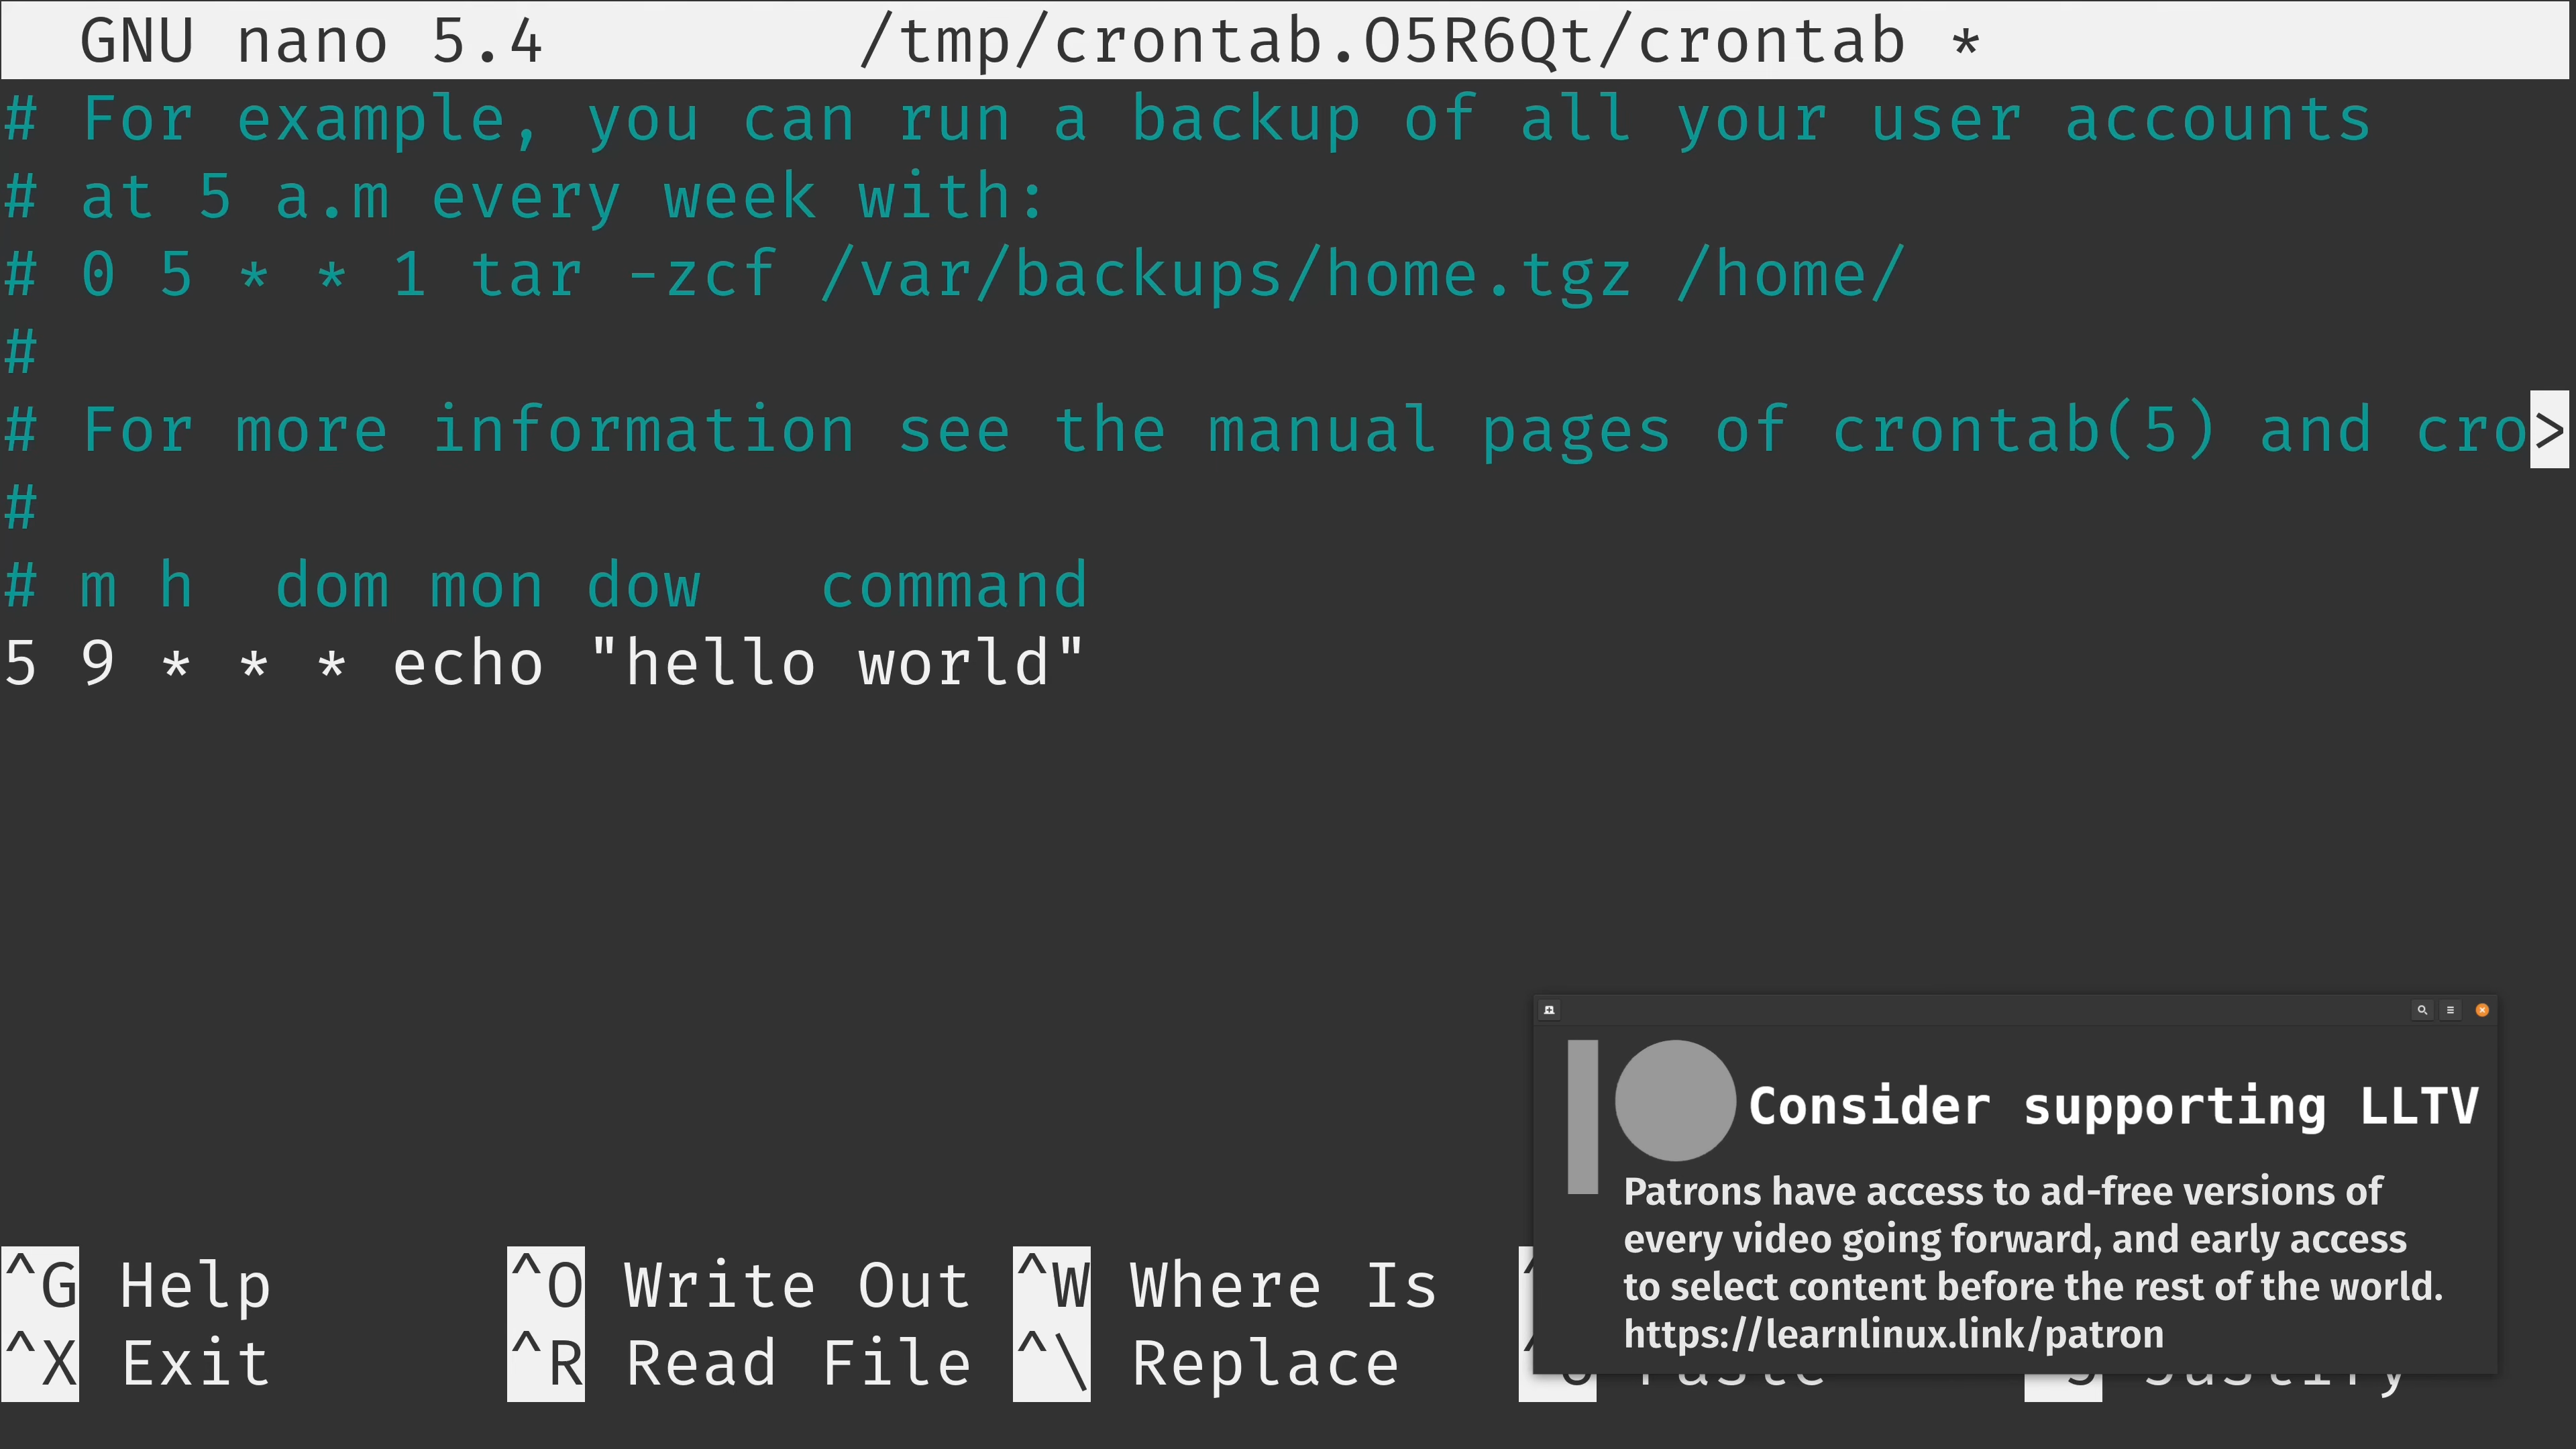 GNU nano 5.4 /tmp/crontab.O5R6Qt/crontab *
# For example, you can run a backup of all your user accounts
# at 5 a.m every week with:
# 0 5 * * 1 tar -zcf /var/backups/home.tgz /home/
#
# For more information see the manual pages of crontab(5) and cro>
#
# m h  dom mon dow   command
5 9 * * * echo "hello world"
Consider supporting LLTV
Patrons have access to ad-free versions of
every video going forward, and early access
to select content before the rest of the world.
https://learnlinux.link/patron
^G Help ^O Write Out ^W Where Is
^X Exit ^R Read File ^\ Replace